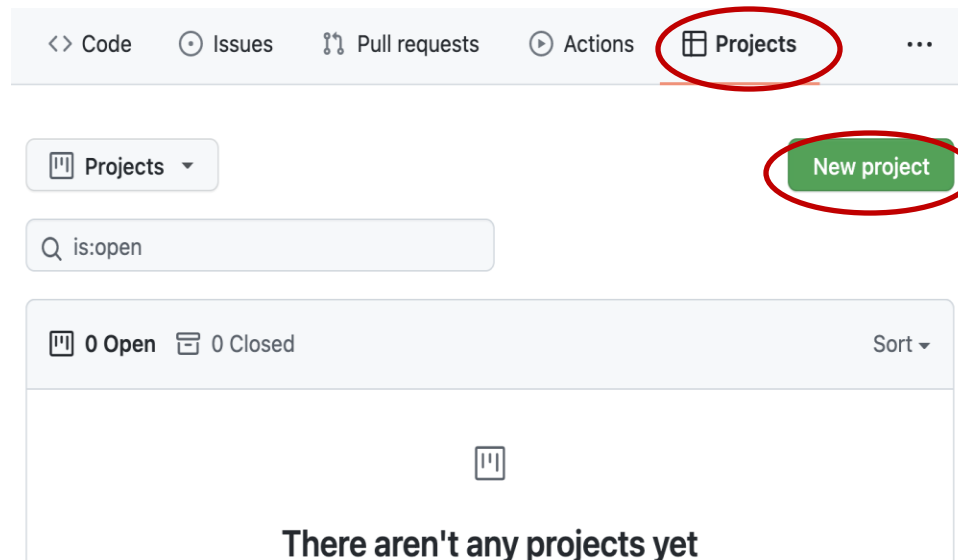 <> Code Issues Pull requests Actions Projects ...
Projects New project
is:open
0 Open 0 Closed Sort
There aren't any projects yet